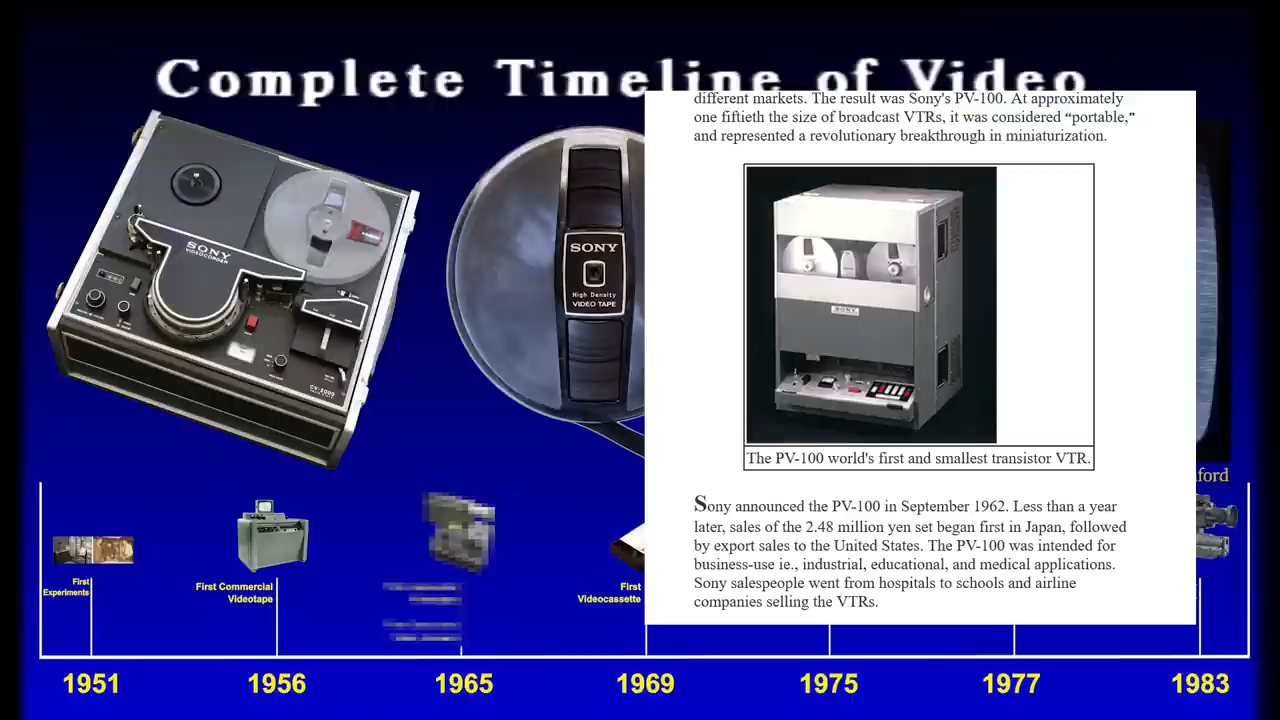 Complete Timeline of Video
different markets. The result was Sony's PV-100. At approximately
one fiftieth the size of broadcast VTRs, it was considered “portable,”
and represented a revolutionary breakthrough in miniaturization.
SONY
VIDEOCORDER
CV-2000
SONY
High Density
VIDEO TAPE
SONY
The PV-100 world's first and smallest transistor VTR.
Sony announced the PV-100 in September 1962. Less than a year
later, sales of the 2.48 million yen set began first in Japan, followed
by export sales to the United States. The PV-100 was intended for
business-use ie., industrial, educational, and medical applications.
Sony salespeople went from hospitals to schools and airline
companies selling the VTRs.
First
Experiments
First Commercial
Videotape
First
Videocassette
1951
1956
1965
1969
1975
1977
1983